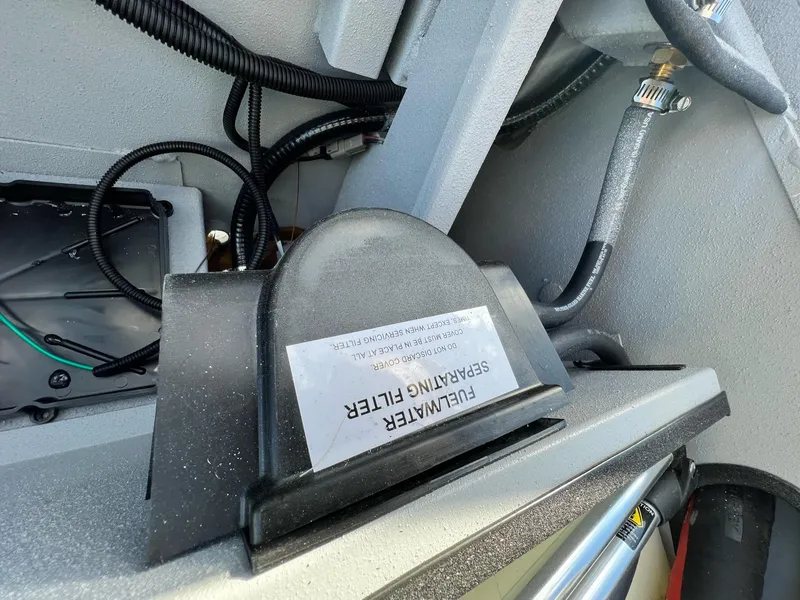 FUEL/WATER
SEPARATING FILTER
DO NOT DISCARD COVER.
COVER MUST BE IN PLACE AT ALL
TIMES, EXCEPT WHEN SERVICING FILTER.
USA